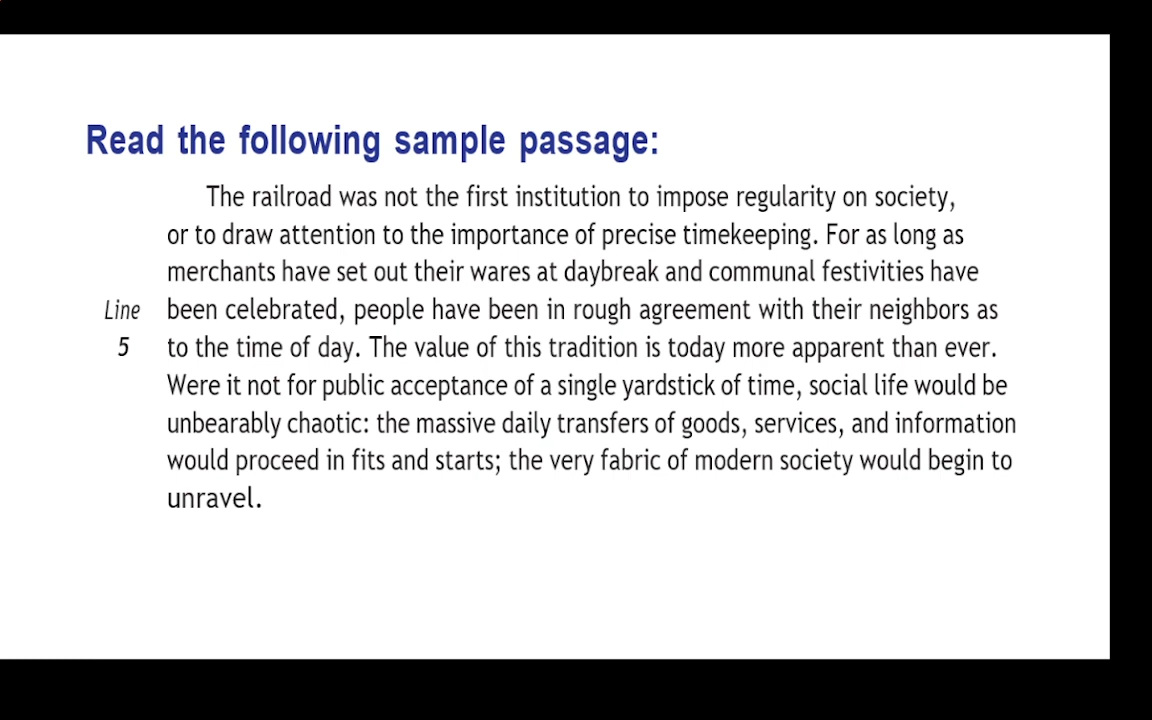 Read the following sample passage:
The railroad was not the first institution to impose regularity on society,
or to draw attention to the importance of precise timekeeping. For as long as
merchants have set out their wares at daybreak and communal festivities have
Line been celebrated, people have been in rough agreement with their neighbors as
5 to the time of day. The value of this tradition is today more apparent than ever.
Were it not for public acceptance of a single yardstick of time, social life would be
unbearably chaotic: the massive daily transfers of goods, services, and information
would proceed in fits and starts; the very fabric of modern society would begin to
unravel.